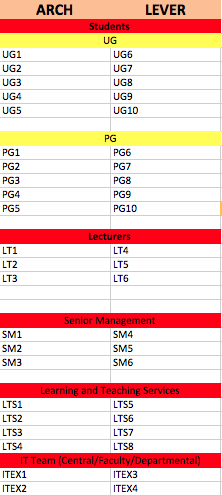 ARCH LEVER
Students
UG
UG1 UG6
UG2 UG7
UG3 UG8
UG4 UG9
UG5 UG10
PG
PG1 PG6
PG2 PG7
PG3 PG8
PG4 PG9
PG5 PG10
Lecturers
LT1 LT4
LT2 LT5
LT3 LT6
Senior Management
SM1 SM4
SM2 SM5
SM3 SM6
Learning and Teaching Services
LTS1 LTS5
LTS2 LTS6
LTS3 LTS7
LTS4 LTS8
IT Team (Central/Faculty/Departmental)
ITEX1 ITEX3
ITEX2 ITEX4